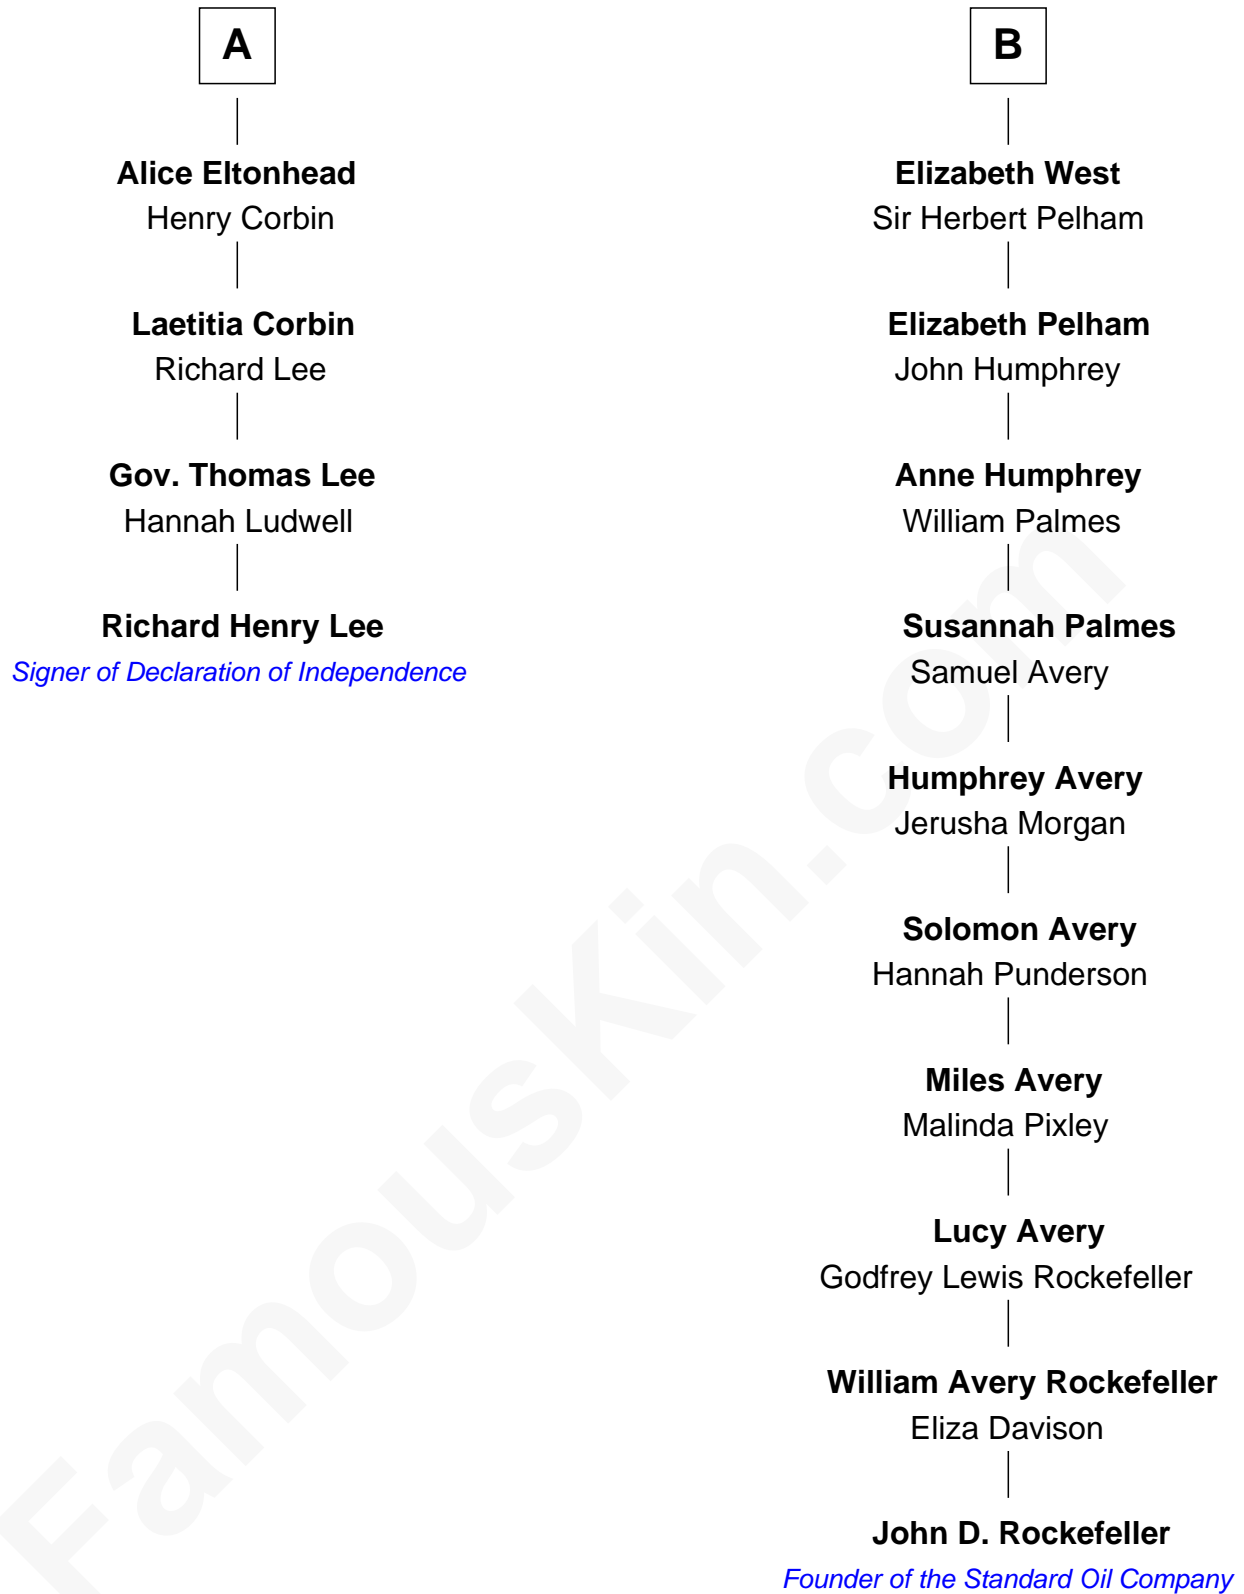 A
Alice Eltonhead
Henry Corbin
Laetitia Corbin
Richard Lee
Gov. Thomas Lee
Hannah Ludwell
Richard Henry Lee
Signer of Declaration of Independence
B
Elizabeth West
Sir Herbert Pelham
Elizabeth Pelham
John Humphrey
Anne Humphrey
William Palmes
Susannah Palmes
Samuel Avery
Humphrey Avery
Jerusha Morgan
Solomon Avery
Hannah Punderson
Miles Avery
Malinda Pixley
Lucy Avery
Godfrey Lewis Rockefeller
William Avery Rockefeller
Eliza Davison
John D. Rockefeller
Founder of the Standard Oil Company
FamousKin.com